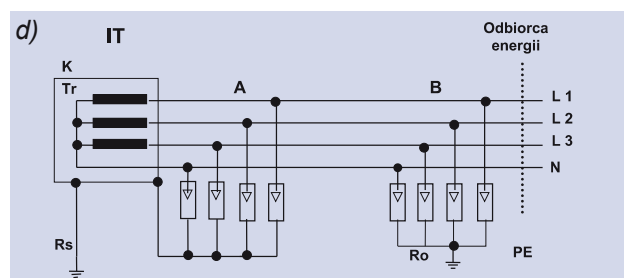 d)
IT
Odbiorca
energii
K
Tr
A
B
L 1
L 2
L 3
N
Rs
Ro
PE